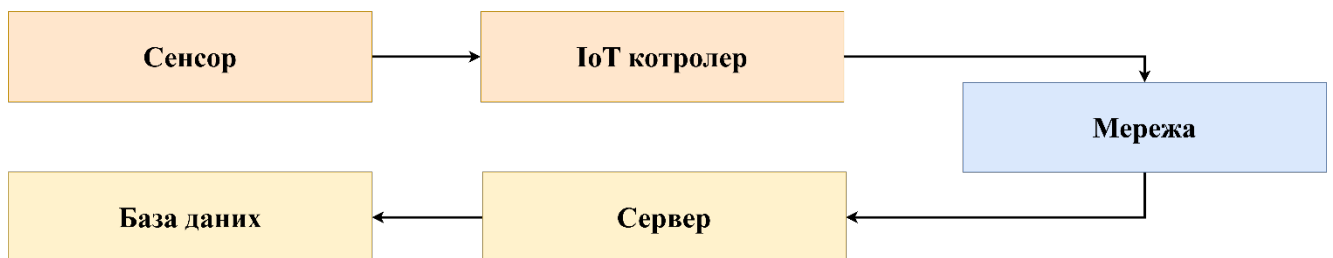 Сенсор
IoT котролер
Мережа
База даних
Сервер